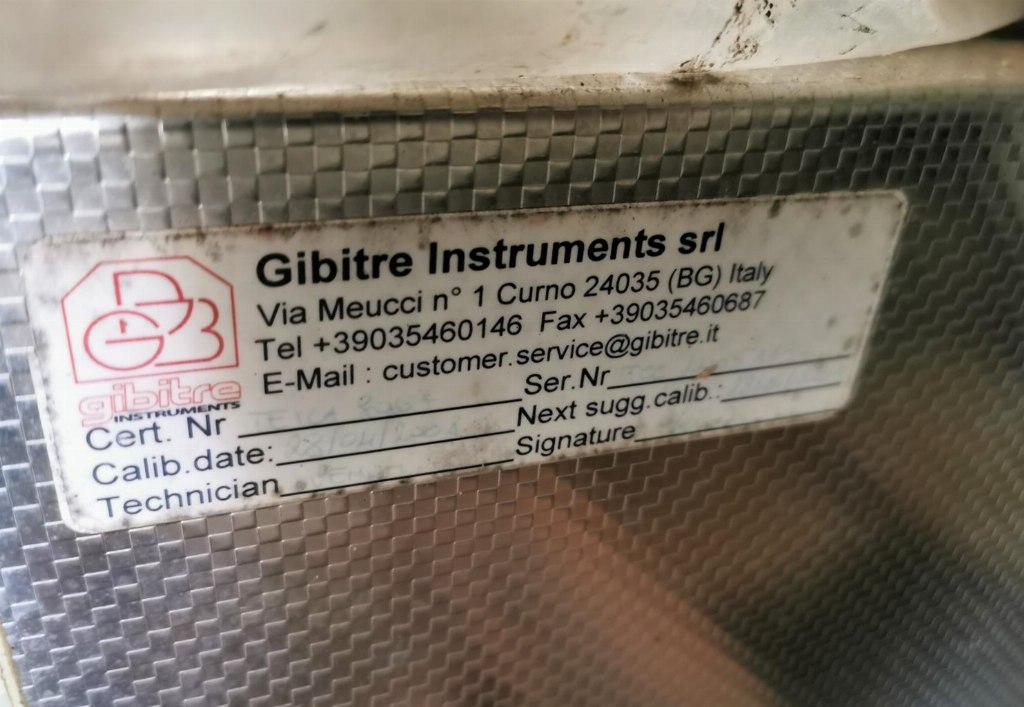 Gibitre Instruments srl
Via Meucci n° 1 Curno 24035 (BG) Italy
Tel +39035460146 Fax +39035460687
E-Mail : customer.service@gibitre.it
gibitre
INSTRUMENTS
Cert. Nr Ser.Nr
Calib.date: Next sugg.calib.:
Technician Signature